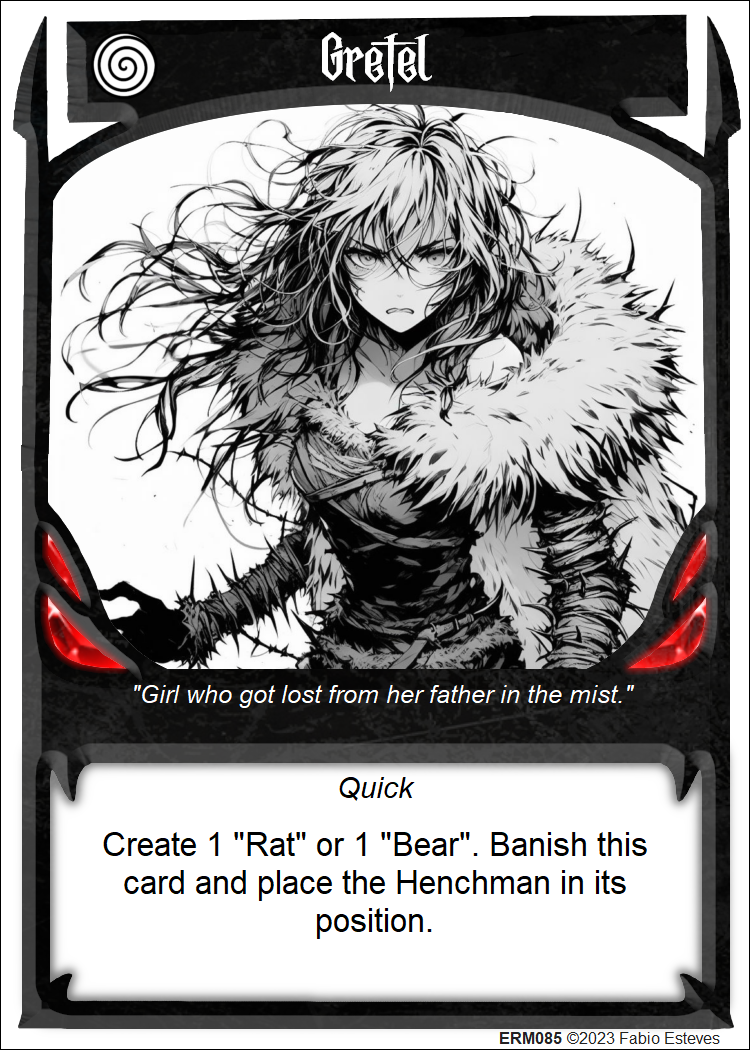 Gretel
"Girl who got lost from her father in the mist."
Quick
Create 1 "Rat" or 1 "Bear". Banish this
card and place the Henchman in its
position.
ERM085 ©2023 Fabio Esteves